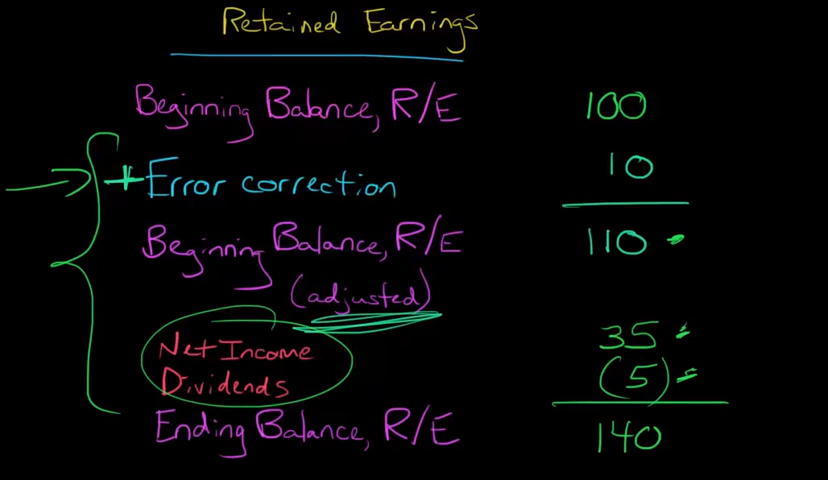 Retained Earnings
Beginning Balance, R/E 100
+ Error correction 10
Beginning Balance, R/E 110
(adjusted)
Net Income 35
Dividends (5)
Ending Balance, R/E 140